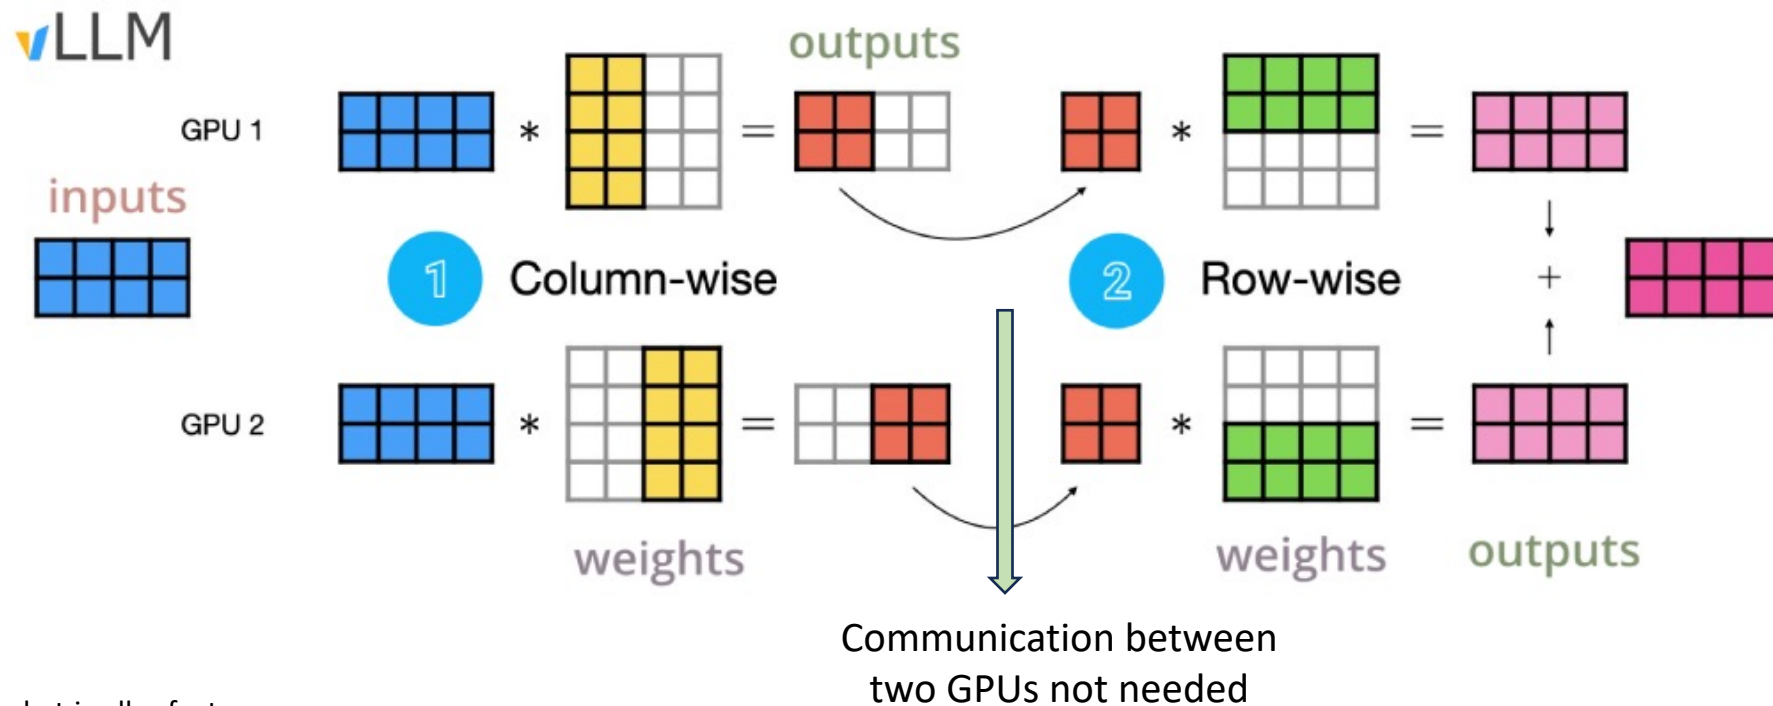 vLLM
outputs
GPU 1
* = * =
inputs
1 Column-wise
2 Row-wise
+
GPU 2
* = * =
weights
weights
outputs
Communication between
two GPUs not needed